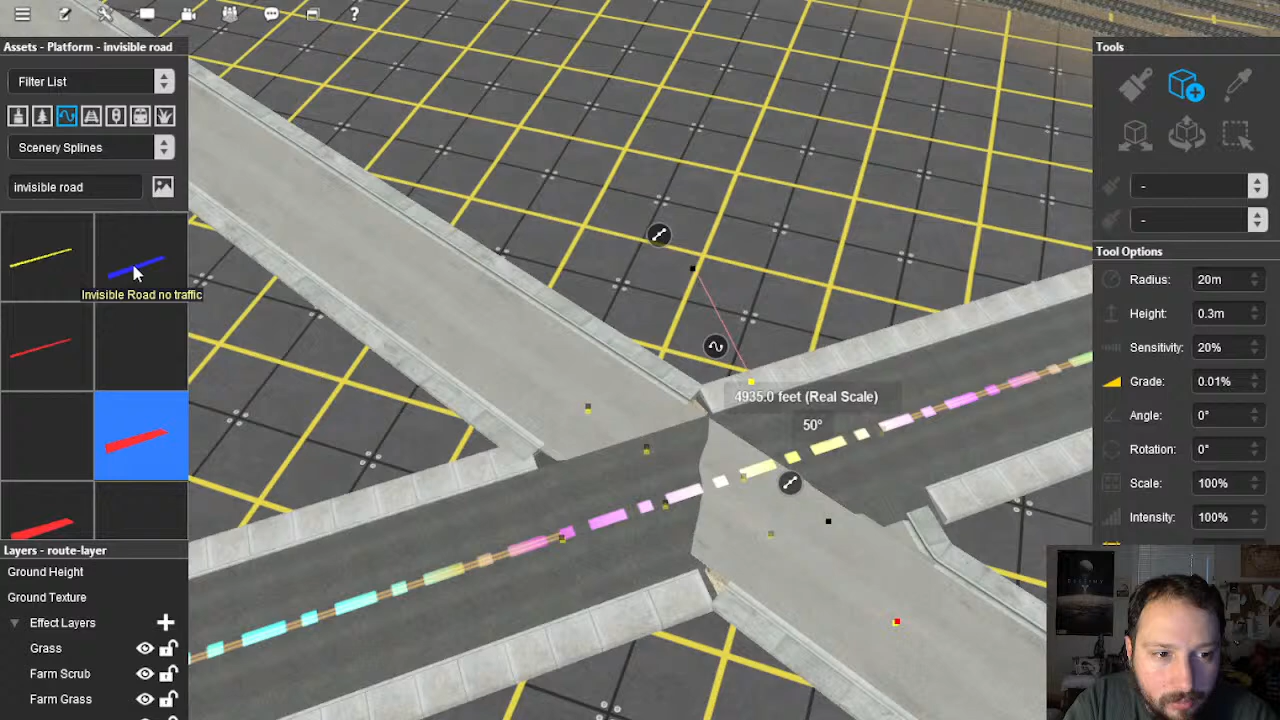 Assets - Platform - invisible road
Filter List
Scenery Splines
invisible road
Invisible Road no traffic
Layers - route-layer
Ground Height
Ground Texture
Effect Layers
Grass
Farm Scrub
Farm Grass
4935.0 feet (Real Scale)
50°
Tools
-
-
Tool Options
Radius: 20m
Height: 0.3m
Sensitivity: 20%
Grade: 0.01%
Angle: 0°
Rotation: 0°
Scale: 100%
Intensity: 100%
DESTINY